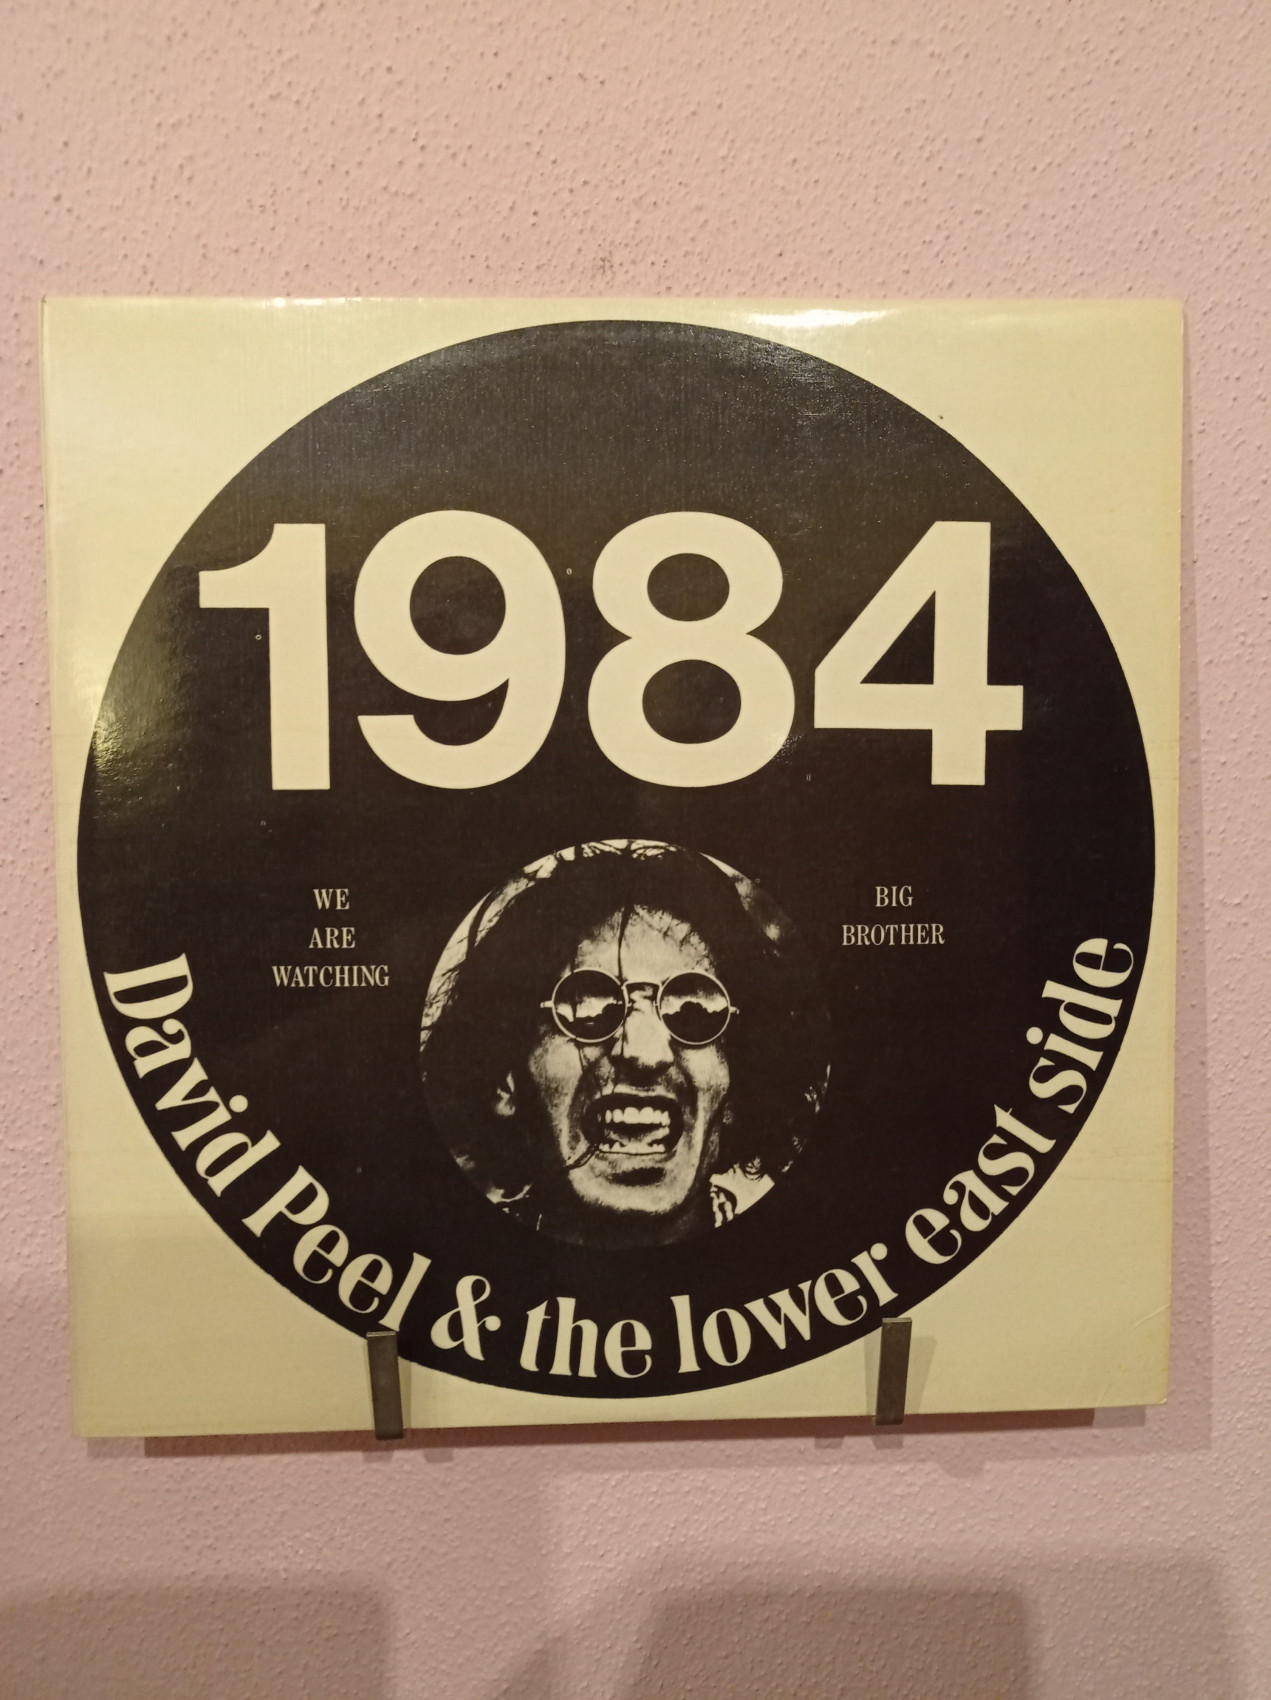 1984
WE
ARE
WATCHING
BIG
BROTHER
David Peel & the lower east side